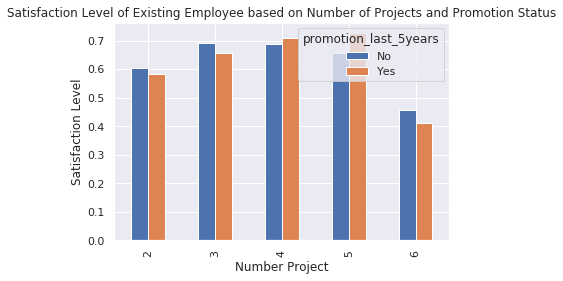 Satisfaction Level of Existing Employee based on Number of Projects and Promotion Status
promotion_last_5years
No
Yes
Satisfaction Level
0.7
0.6
0.5
0.4
0.3
0.2
0.1
0.0
2
3
4
5
6
Number Project